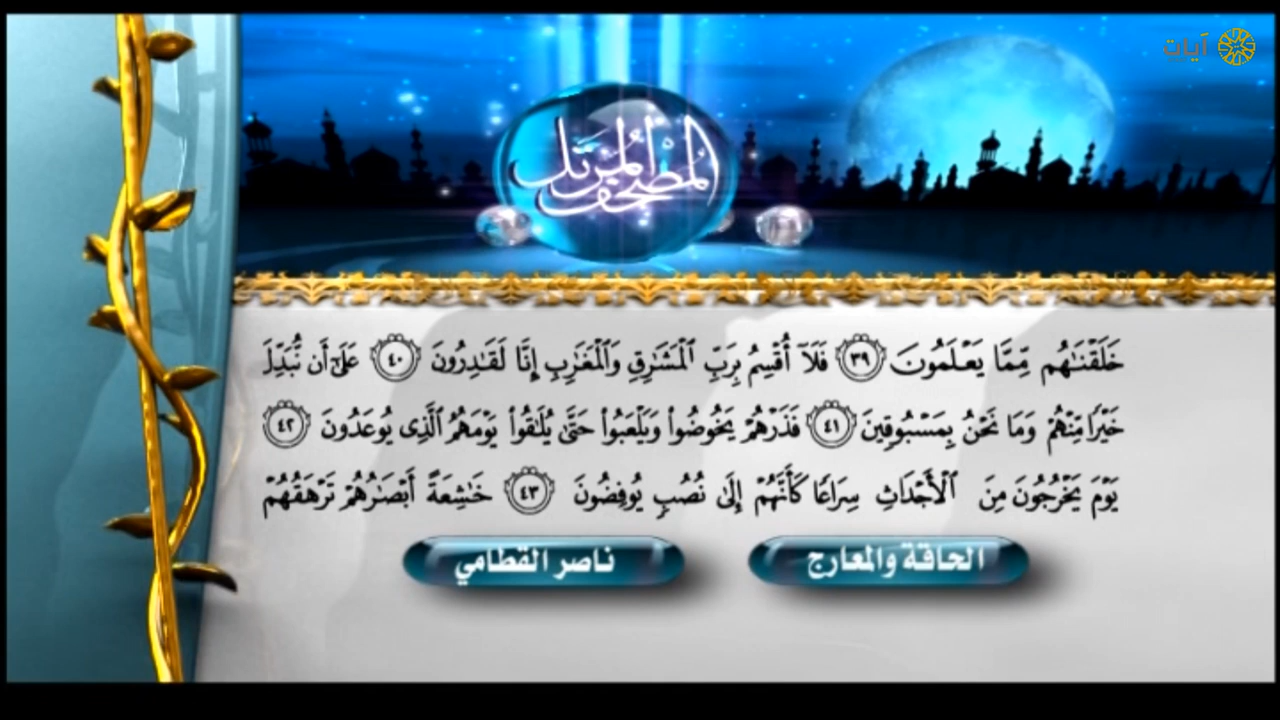 آيات
المصحف المرتل
خَلَقْنَـٰهُم مِّمَّا يَعْلَمُونَ ٣٩ فَلَآ أُقْسِمُ بِرَبِّ ٱلْمَشَـٰرِقِ وَٱلْمَغَـٰرِبِ إِنَّا لَقَـٰدِرُونَ ٤٠ عَلَىٰٓ أَن نُّبَدِّلَ
خَيْرًا مِّنْهُمْ وَمَا نَحْنُ بِمَسْبُوقِينَ ٤١ فَذَرْهُمْ يَخُوضُوا۟ وَيَلْعَبُوا۟ حَتَّىٰ يُلَـٰقُوا۟ يَوْمَهُمُ ٱلَّذِى يُوعَدُونَ ٤٢
يَوْمَ يَخْرُجُونَ مِنَ ٱلْأَجْدَاثِ سِرَاعًا كَأَنَّهُمْ إِلَىٰ نُصُبٍ يُوفِضُونَ ٤٣ خَـٰشِعَةً أَبْصَـٰرُهُمْ تَرْهَقُهُمْ
الحاقة والمعارج
ناصر القطامي